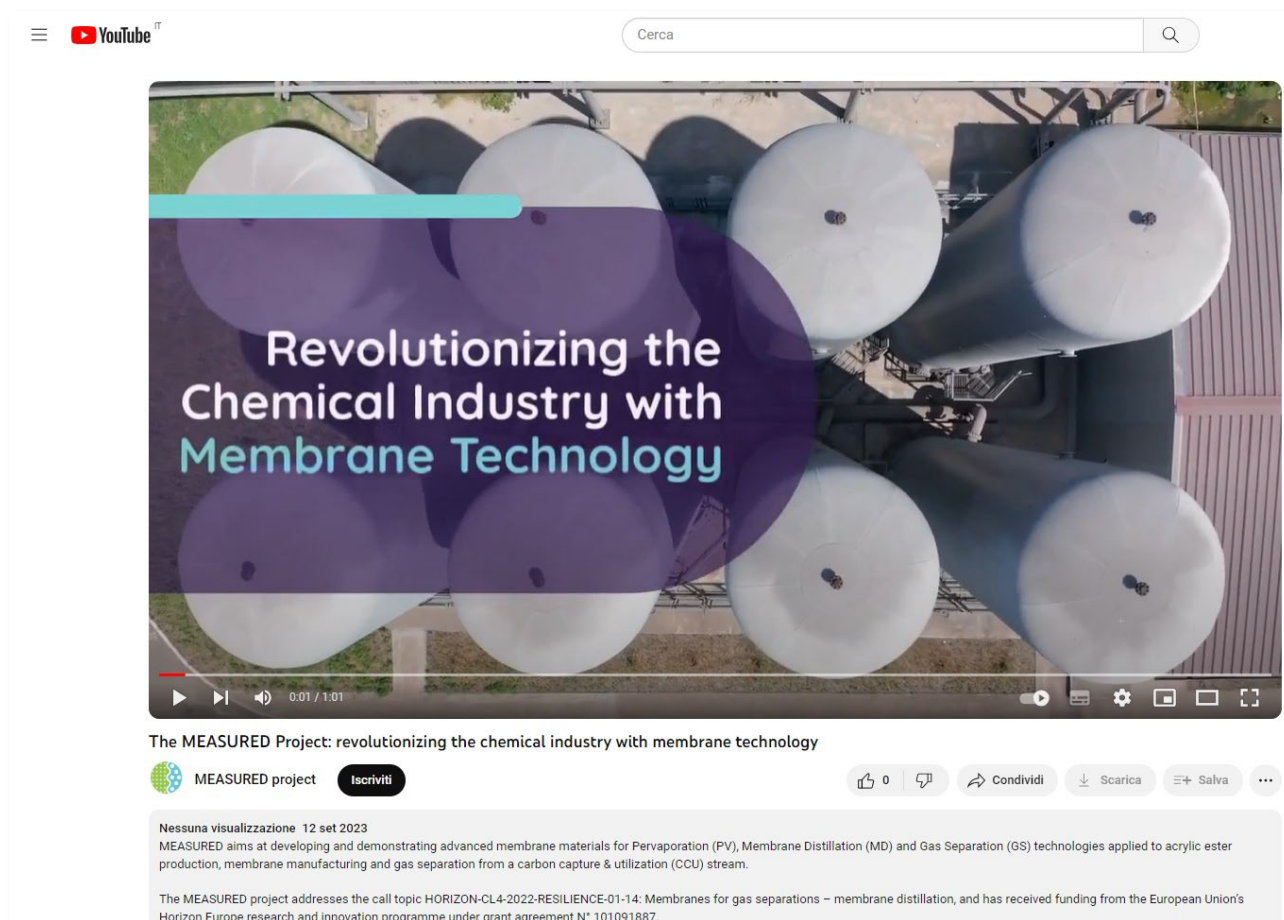 YouTube IT
Cerca
Revolutionizing the
Chemical Industry with
Membrane Technology
0:01 / 1:01
The MEASURED Project: revolutionizing the chemical industry with membrane technology
MEASURED project
Iscriviti
0
Condividi
Scarica
Salva
Nessuna visualizzazione 12 set 2023
MEASURED aims at developing and demonstrating advanced membrane materials for Pervaporation (PV), Membrane Distillation (MD) and Gas Separation (GS) technologies applied to acrylic ester
production, membrane manufacturing and gas separation from a carbon capture & utilization (CCU) stream.
The MEASURED project addresses the call topic HORIZON-CL4-2022-RESILIENCE-01-14: Membranes for gas separations – membrane distillation, and has received funding from the European Union's
Horizon Europe research and innovation programme under grant agreement N° 101091887.